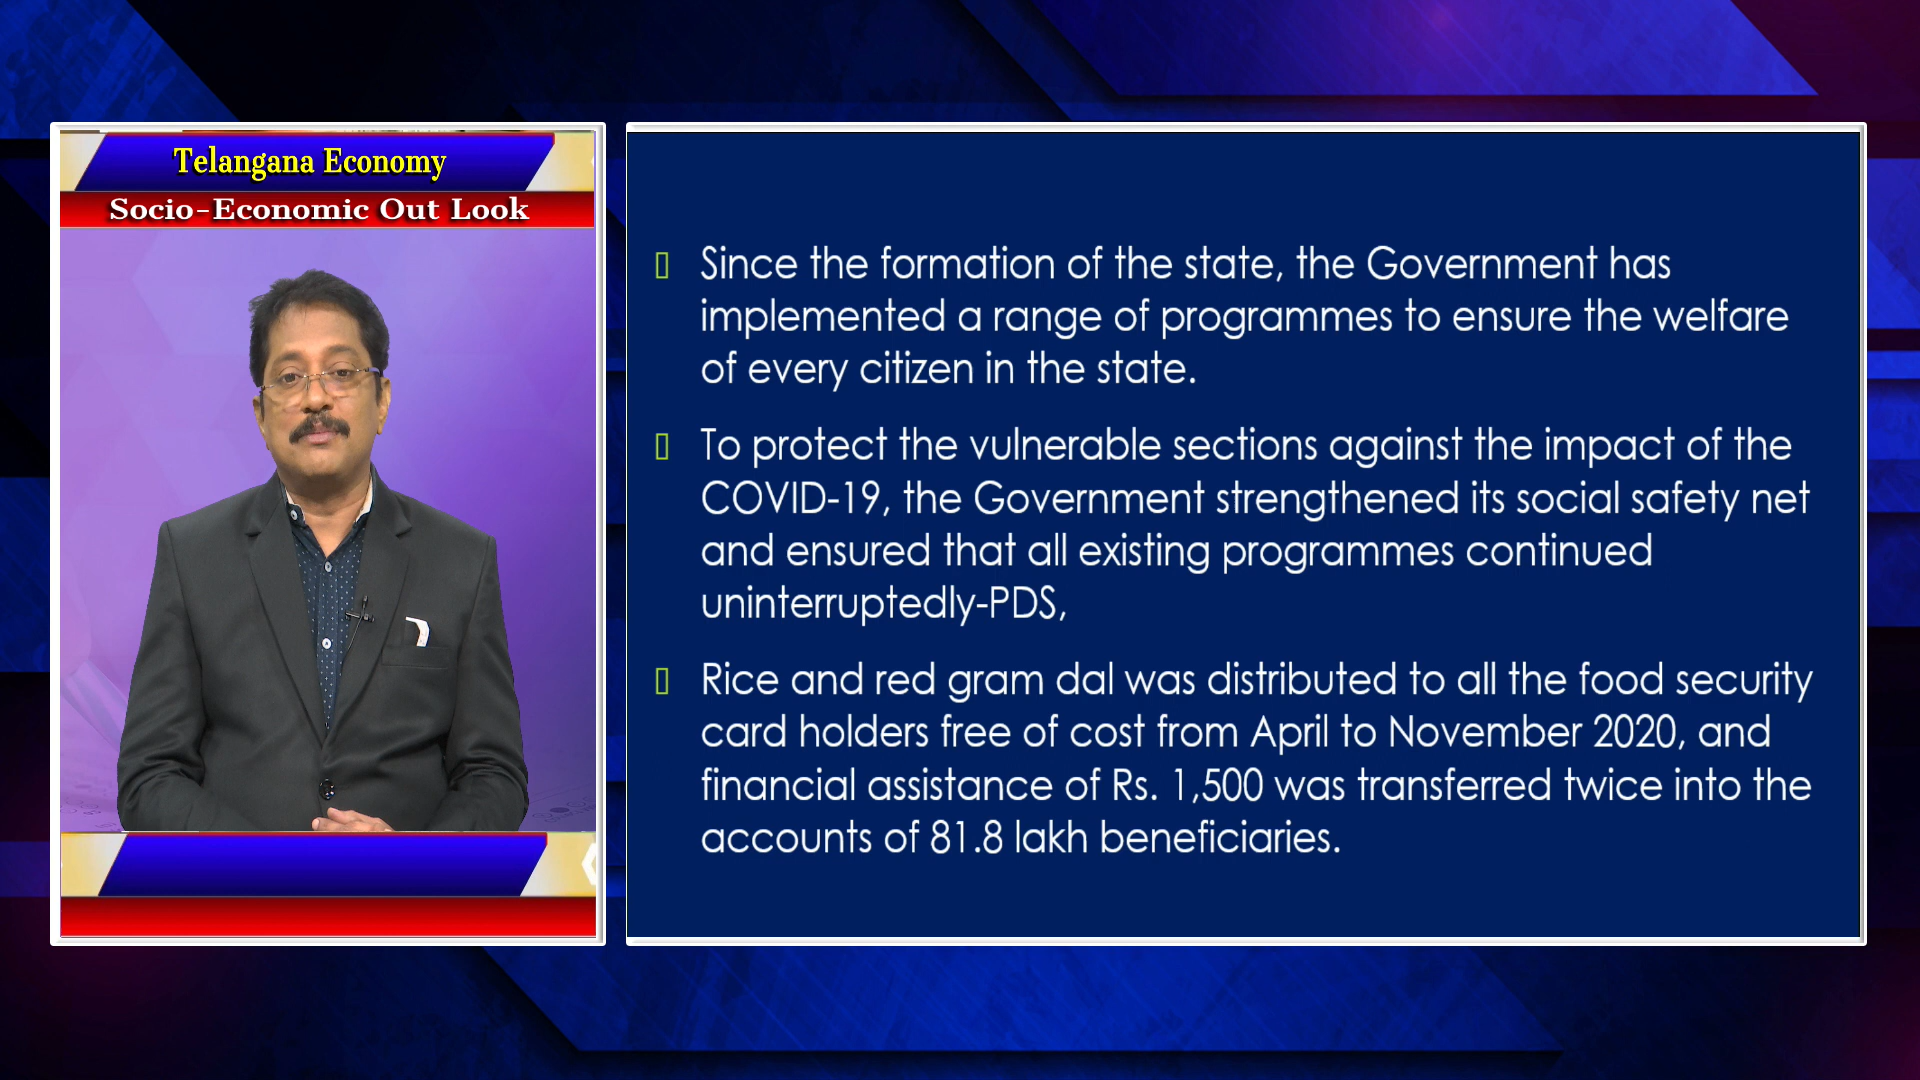 Telangana Economy
Socio-Economic Out Look
Since the formation of the state, the Government has
implemented a range of programmes to ensure the welfare
of every citizen in the state.
To protect the vulnerable sections against the impact of the
COVID-19, the Government strengthened its social safety net
and ensured that all existing programmes continued
uninterruptedly-PDS,
Rice and red gram dal was distributed to all the food security
card holders free of cost from April to November 2020, and
financial assistance of Rs. 1,500 was transferred twice into the
accounts of 81.8 lakh beneficiaries.